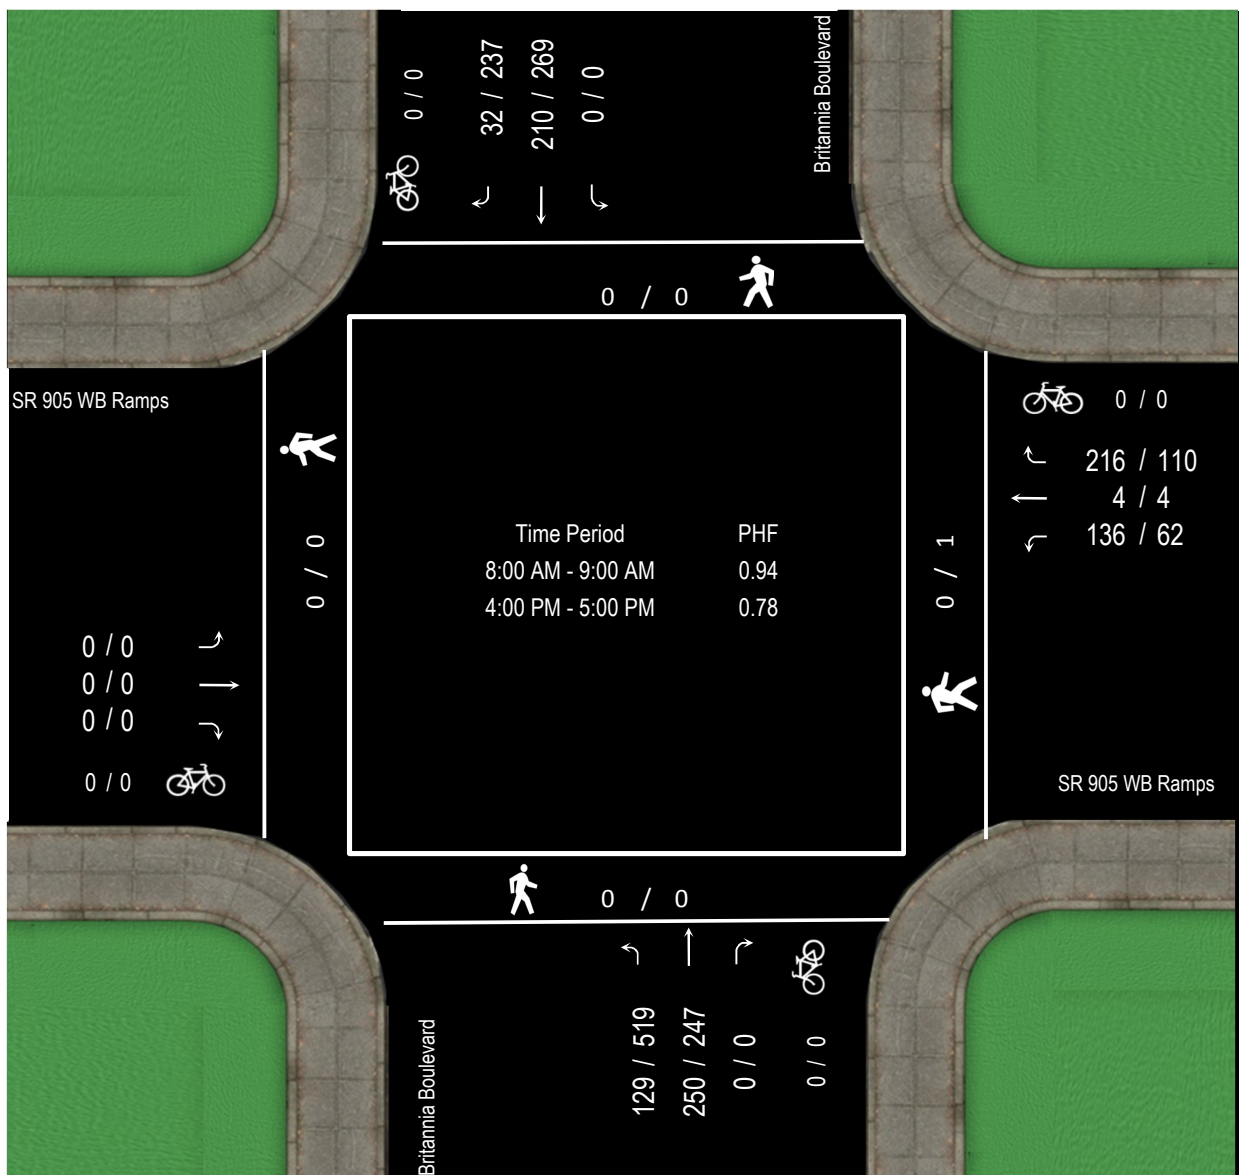 0 / 0
32 / 237
210 / 269
0 / 0
Britannia Boulevard
0 / 0
SR 905 WB Ramps
0 / 0
216 / 110
4 / 4
136 / 62
0 / 0
Time Period PHF
8:00 AM - 9:00 AM 0.94
4:00 PM - 5:00 PM 0.78
0 / 1
0 / 0
0 / 0
0 / 0
0 / 0
SR 905 WB Ramps
0 / 0
Britannia Boulevard
129 / 519
250 / 247
0 / 0
0 / 0